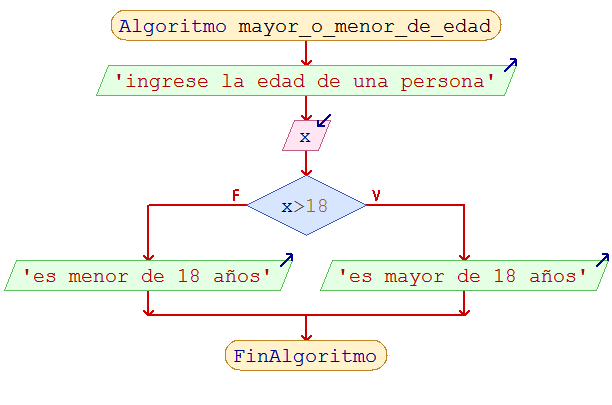 Algoritmo mayor_o_menor_de_edad
'ingrese la edad de una persona'
x
F
x>18
V
'es menor de 18 años'
'es mayor de 18 años'
FinAlgoritmo